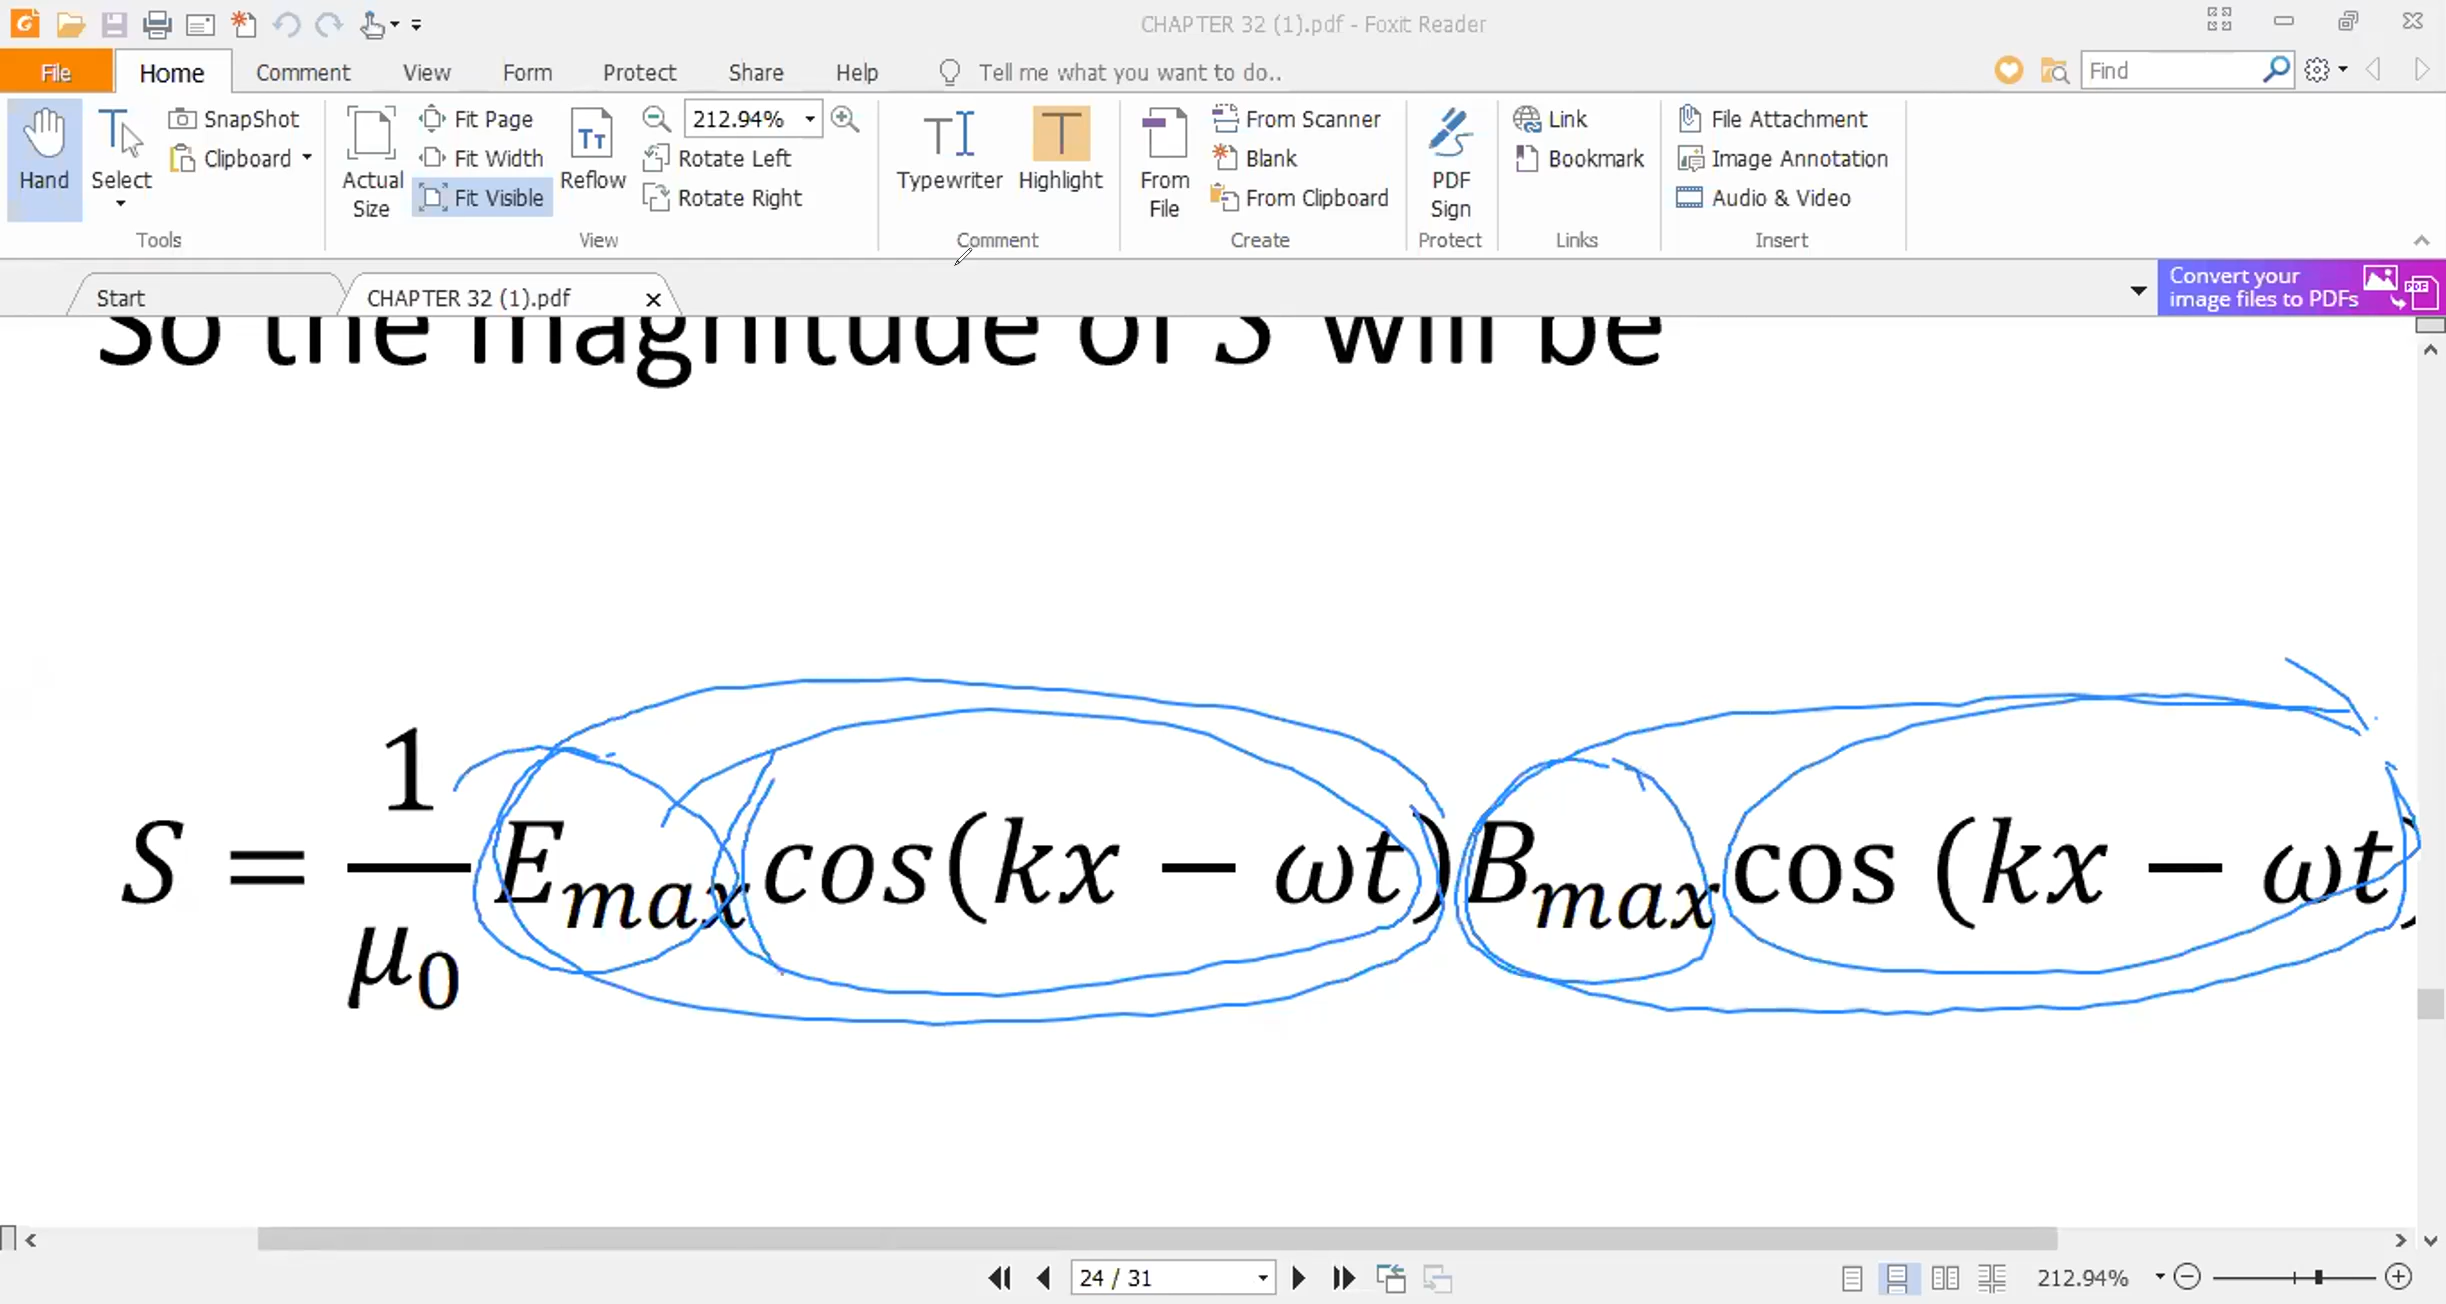 CHAPTER 32 (1).pdf - Foxit Reader
File Home Comment View Form Protect Share Help Tell me what you want to do.. Find
SnapShot Fit Page 212.94% From Scanner Link File Attachment
Clipboard Fit Width Rotate Left Blank Bookmark Image Annotation
Hand Select Actual Size Fit Visible Reflow Rotate Right Typewriter Highlight From File From Clipboard PDF Sign Audio & Video
Tools View Comment Create Protect Links Insert
Start CHAPTER 32 (1).pdf Convert your
image files to PDFs
So the magnitude of S will be
S = 1/μ₀ E_max cos(kx − ωt) B_max cos (kx − ωt)
24 / 31 212.94%